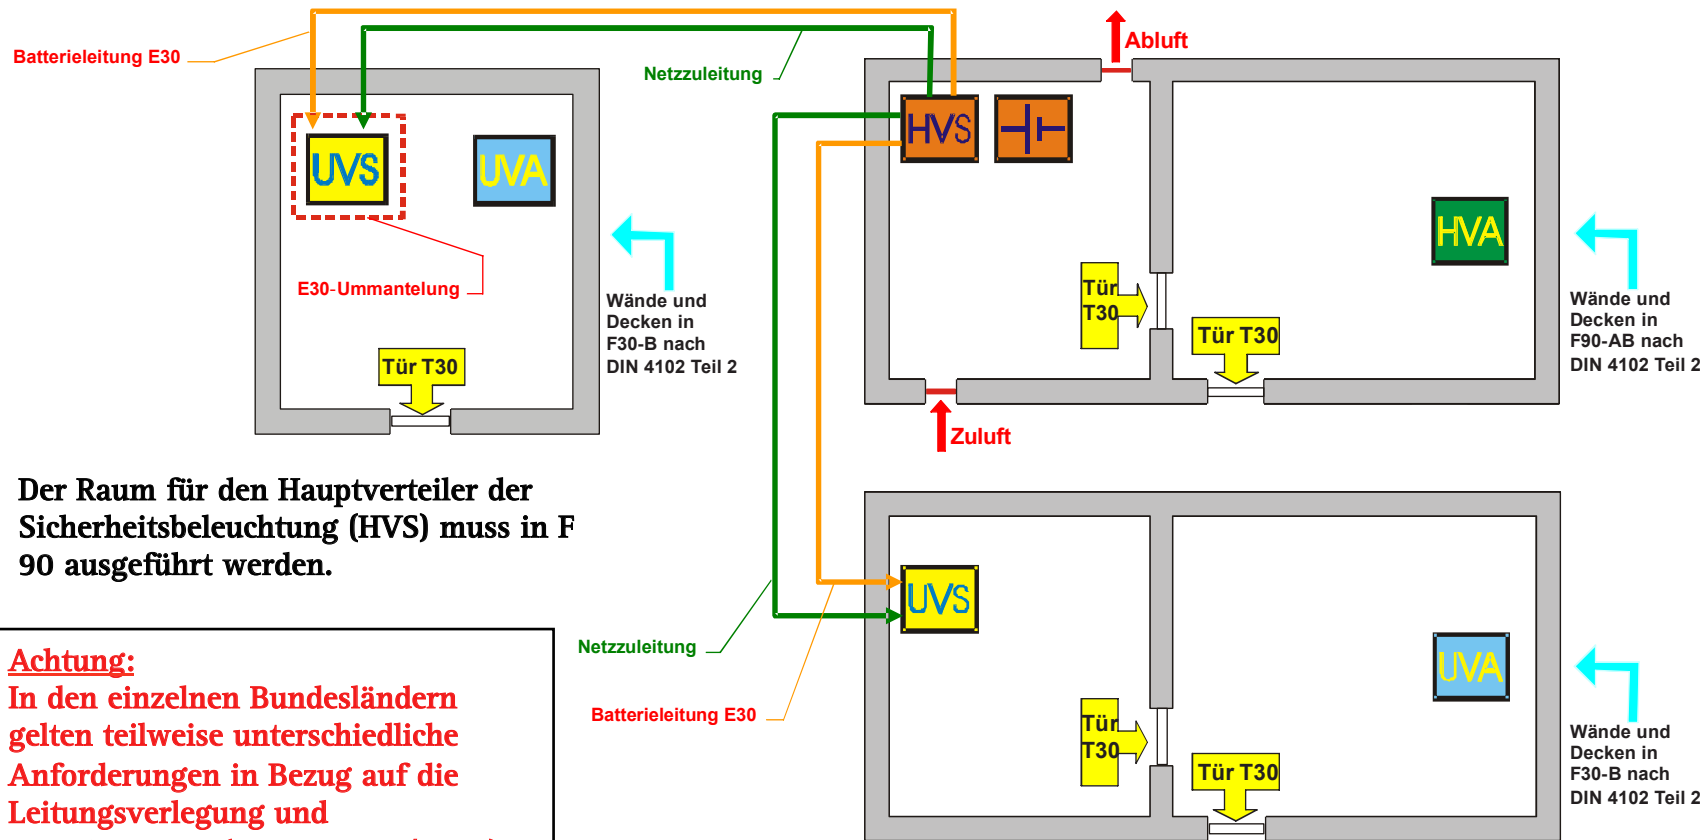 Batterieleitung E30
Netzzuleitung
Abluft
UVS
UVA
HVS
HVA
E30-Ummantelung
Tür T30
Wände und
Decken in
F30-B nach
DIN 4102 Teil 2
Tür
T30
Tür T30
Wände und
Decken in
F90-AB nach
DIN 4102 Teil 2
Zuluft
Der Raum für den Hauptverteiler der
Sicherheitsbeleuchtung (HVS) muss in F
90 ausgeführt werden.
Achtung:
In den einzelnen Bundesländern
gelten teilweise unterschiedliche
Anforderungen in Bezug auf die
Leitungsverlegung und
UVS
UVA
Netzzuleitung
Batterieleitung E30
Tür
T30
Tür T30
Wände und
Decken in
F30-B nach
DIN 4102 Teil 2